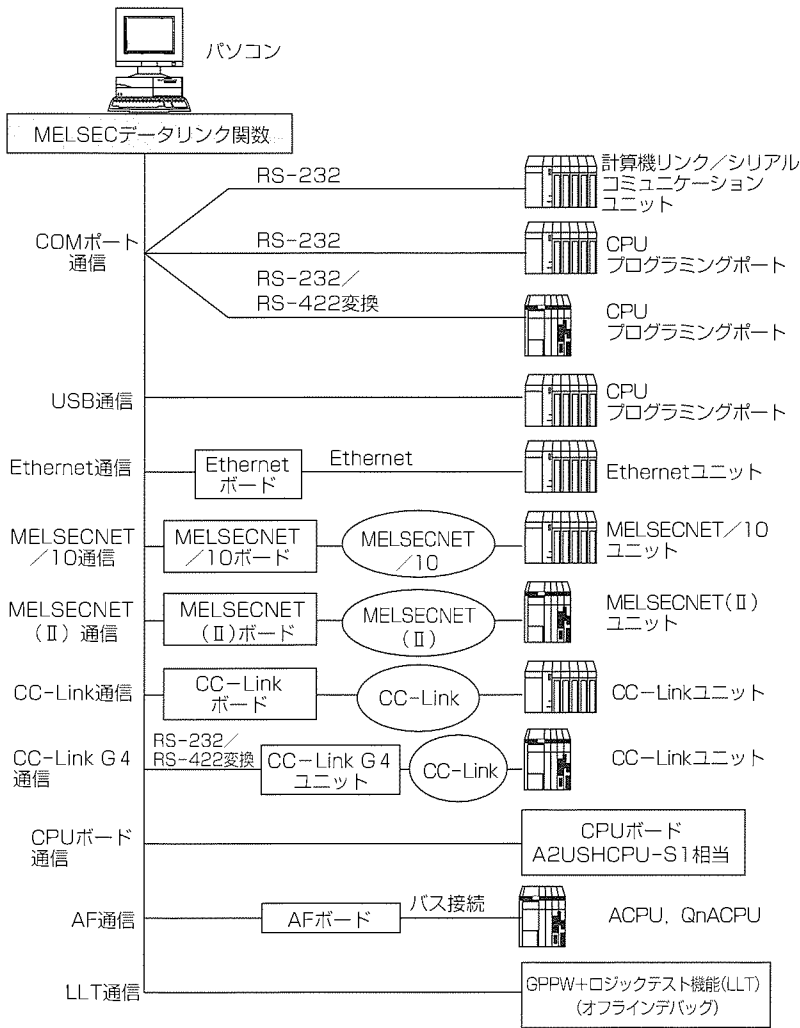 パソコン
MELSECデータリンク関数
COMポート
通信
RS-232
計算機リンク／シリアル
コミュニケーション
ユニット
RS-232
CPU
プログラミングポート
RS-232／
RS-422変換
CPU
プログラミングポート
USB通信
CPU
プログラミングポート
Ethernet通信
Ethernet
ボード
Ethernet
Ethernetユニット
MELSECNET
／10通信
MELSECNET
／10ボード
MELSECNET
／10
MELSECNET／10
ユニット
MELSECNET
（Ⅱ）通信
MELSECNET
（Ⅱ）ボード
MELSECNET
（Ⅱ）
MELSECNET（Ⅱ）
ユニット
CC-Link通信
CC-Link
ボード
CC-Link
CC-Linkユニット
CC-Link G4
通信
RS-232／
RS-422変換
CC-Link G4
ユニット
CC-Link
CC-Linkユニット
CPUボード
通信
CPUボード
A2USHCPU-S1相当
AF通信
AFボード
バス接続
ACPU，QnACPU
LLT通信
GPPW+ロジックテスト機能(LLT)
(オフラインデバッグ)